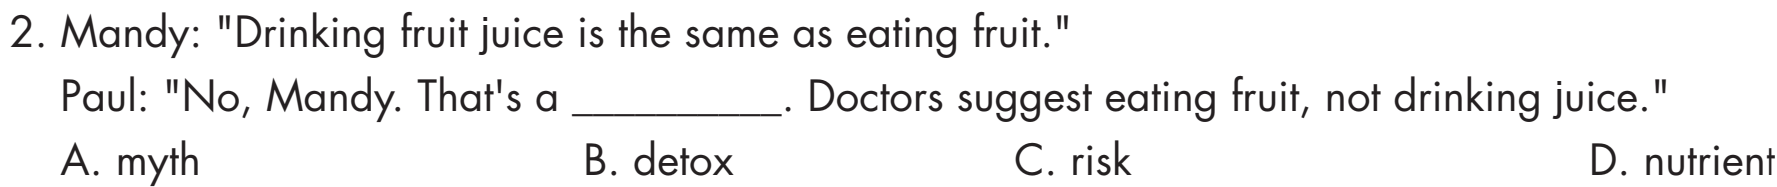 2. Mandy: "Drinking fruit juice is the same as eating fruit."
Paul: "No, Mandy. That's a __________. Doctors suggest eating fruit, not drinking juice."
A. myth B. detox C. risk D. nutrient